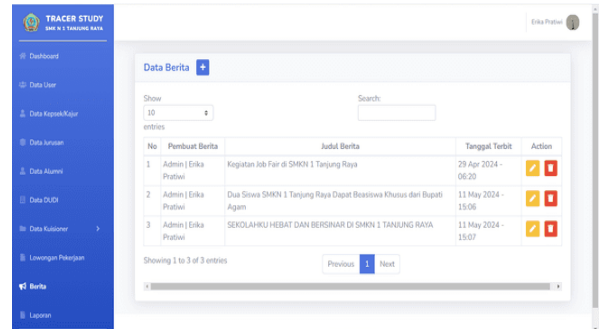 TRACER STUDY
SMK N 1 TANJUNG RAYA
Erika Pratiwi
Dashboard
Data User
Data Kepsek/Kajur
Data Jurusan
Data Alumni
Data DUDI
Data Kuisioner
Lowongan Pekerjaan
Berita
Laporan
Data Berita +
Show
10
entries
Search:
No Pembuat Berita Judul Berita Tanggal Terbit Action
1 Admin | Erika Kegiatan Job Fair di SMKN 1 Tanjung Raya 29 Apr 2024 -
Pratiwi 06:20
2 Admin | Erika Dua Siswa SMKN 1 Tanjung Raya Dapat Beasiswa Khusus dari Bupati 11 May 2024 -
Pratiwi Agam 15:06
3 Admin | Erika SEKOLAHKU HEBAT DAN BERSINAR DI SMKN 1 TANJUNG RAYA 11 May 2024 -
Pratiwi 15:07
Showing 1 to 3 of 3 entries
Previous 1 Next